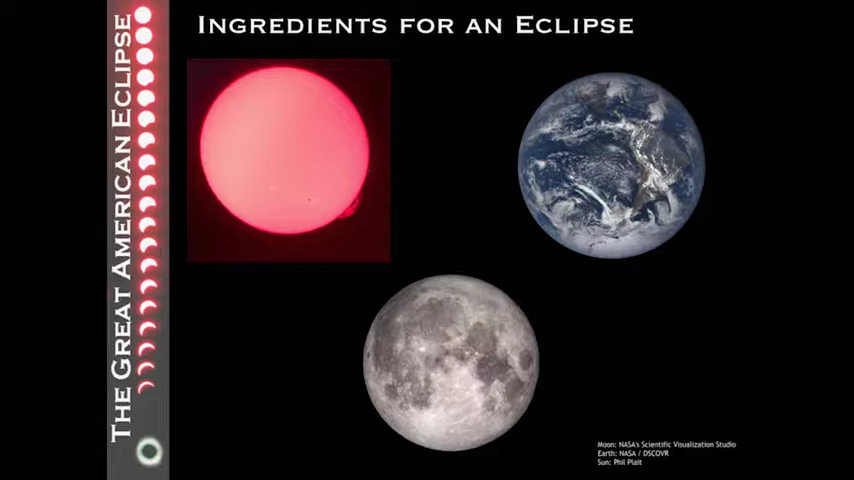 INGREDIENTS FOR AN ECLIPSE
THE GREAT AMERICAN ECLIPSE
Moon: NASA's Scientific Visualization Studio
Earth: NASA / DSCOVR
Sun: Phil Plait